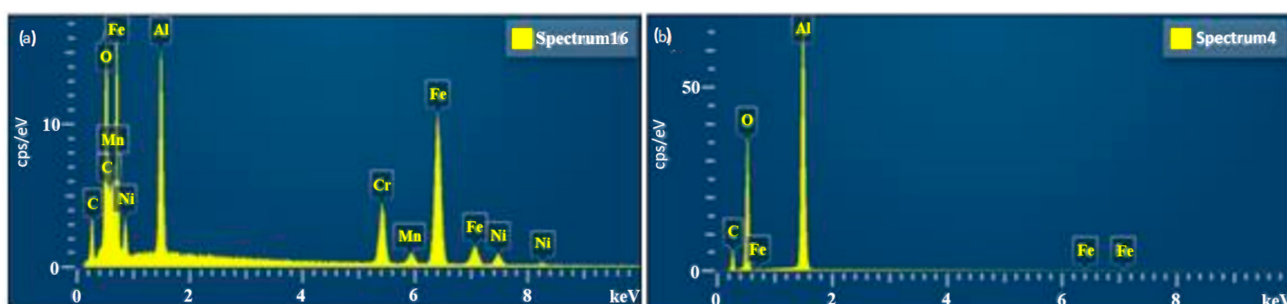 (a)
Fe
Al
Spectrum16
O
Fe
10
Mn
C
Cr
C
Ni
Mn
Fe
Ni
Ni
0
0
2
4
6
8
keV
cps/eV
(b)
Al
Spectrum4
50
O
C
Fe
Fe
Fe
0
0
2
4
6
8
keV
cps/eV